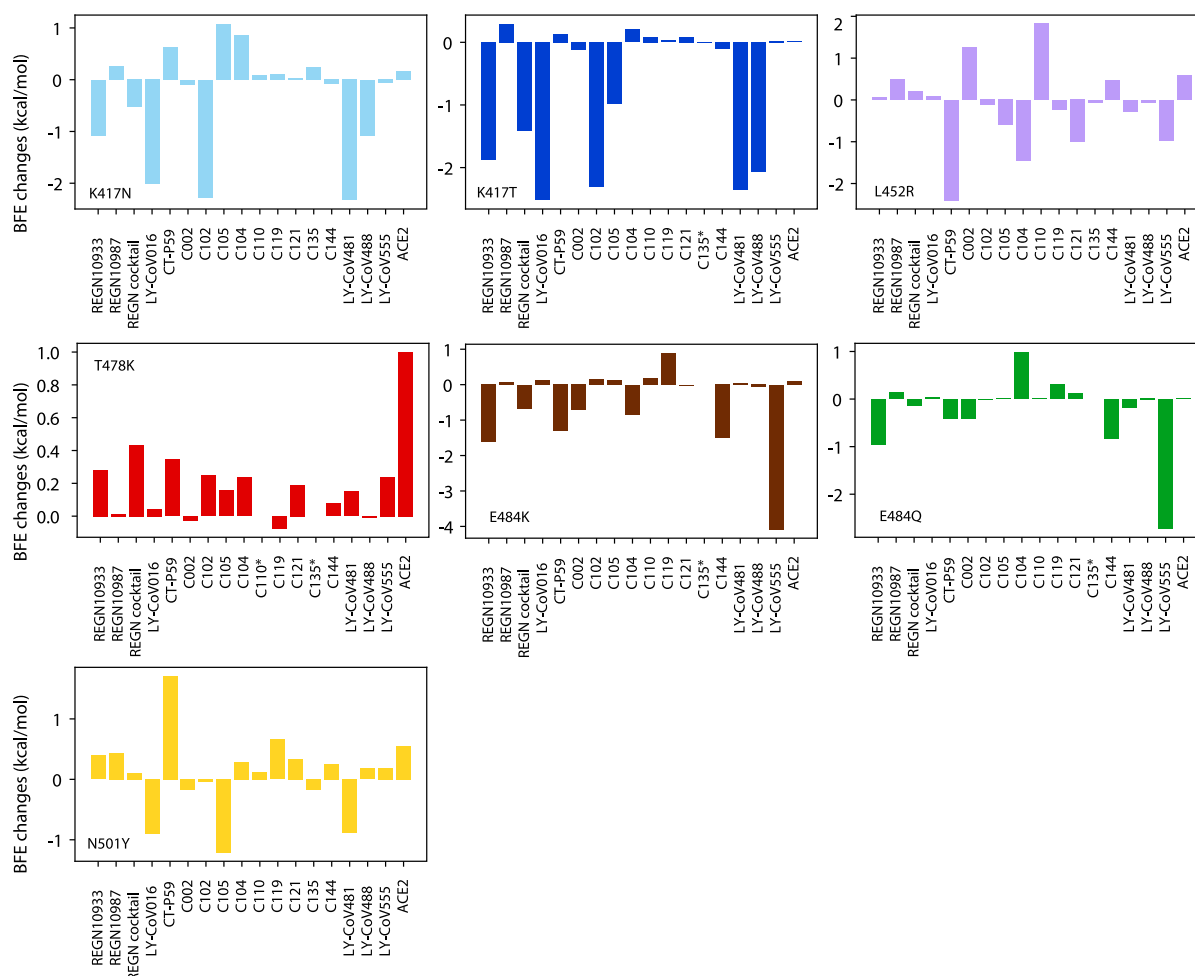 BFE changes (kcal/mol)
1
0
-1
-2
K417N
REGN10933
REGN10987
REGN cocktail
LY-CoV016
CT-P59
C002
C102
C105
C104
C110
C119
C121
C135
C144
LY-CoV481
LY-CoV488
LY-CoV555
ACE2
0
-1
-2
K417T
REGN10933
REGN10987
REGN cocktail
LY-CoV016
CT-P59
C002
C102
C105
C104
C110
C119
C121
C135*
C144
LY-CoV481
LY-CoV488
LY-CoV555
ACE2
2
1
0
-1
-2
L452R
REGN10933
REGN10987
REGN cocktail
LY-CoV016
CT-P59
C002
C102
C105
C104
C110
C119
C121
C135
C144
LY-CoV481
LY-CoV488
LY-CoV555
ACE2
BFE changes (kcal/mol)
1.0
0.8
0.6
0.4
0.2
0.0
T478K
REGN10933
REGN10987
REGN cocktail
LY-CoV016
CT-P59
C002
C102
C105
C104
C110*
C119
C121
C135*
C144
LY-CoV481
LY-CoV488
LY-CoV555
ACE2
1
0
-1
-2
-3
-4
E484K
REGN10933
REGN10987
REGN cocktail
LY-CoV016
CT-P59
C002
C102
C105
C104
C110
C119
C121
C135*
C144
LY-CoV481
LY-CoV488
LY-CoV555
ACE2
1
0
-1
-2
E484Q
REGN10933
REGN10987
REGN cocktail
LY-CoV016
CT-P59
C002
C102
C105
C104
C110
C119
C121
C135*
C144
LY-CoV481
LY-CoV488
LY-CoV555
ACE2
BFE changes (kcal/mol)
1
0
-1
N501Y
REGN10933
REGN10987
REGN cocktail
LY-CoV016
CT-P59
C002
C102
C105
C104
C110
C119
C121
C135
C144
LY-CoV481
LY-CoV488
LY-CoV555
ACE2